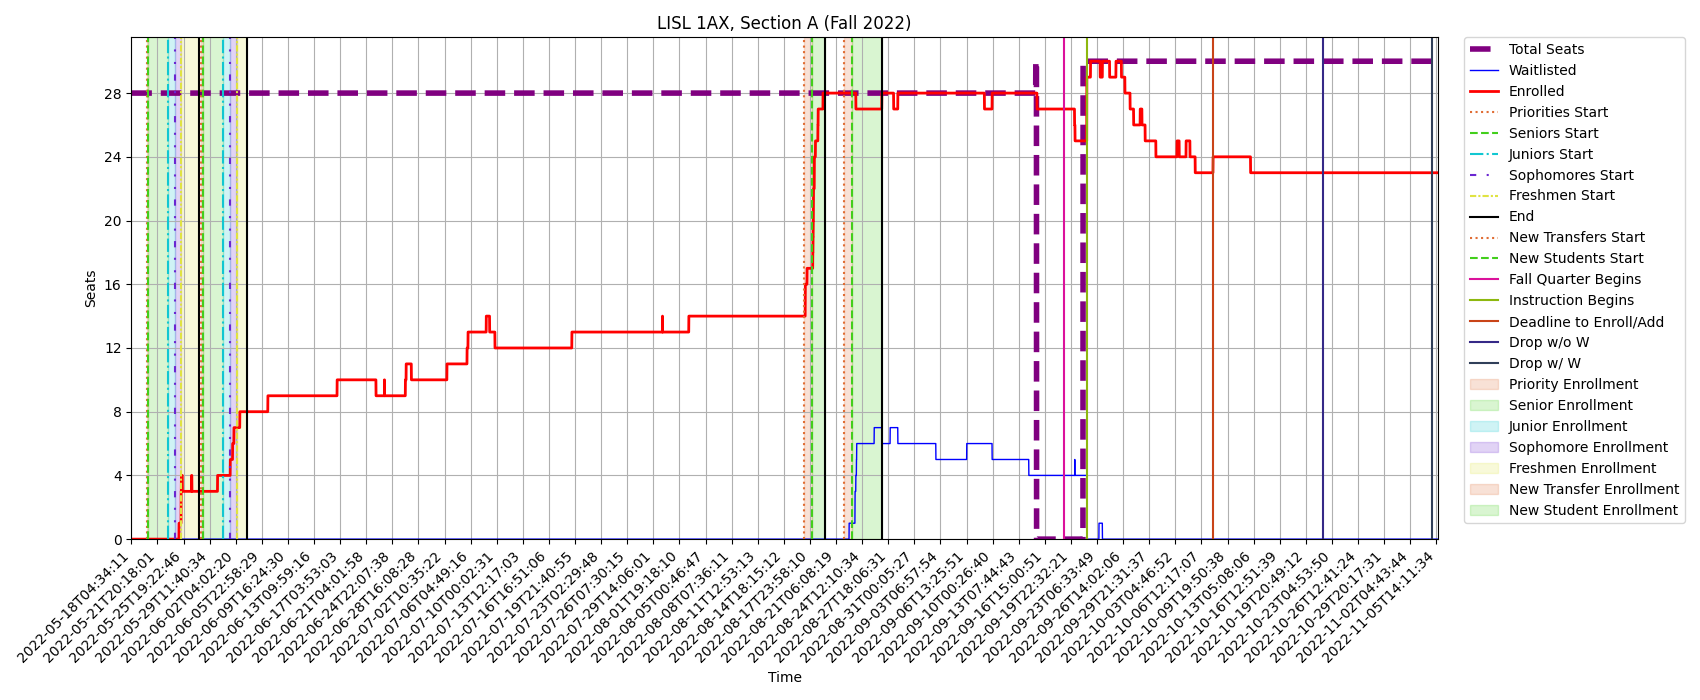 LISL 1AX, Section A (Fall 2022)
Seats
28
24
20
16
12
8
4
0
2022-05-18T04:34:11
2022-05-21T20:18:01
2022-05-25T19:22:46
2022-05-29T11:40:34
2022-06-02T04:02:20
2022-06-05T22:58:29
2022-06-09T16:24:30
2022-06-13T09:59:16
2022-06-17T03:53:03
2022-06-21T04:01:58
2022-06-24T22:07:38
2022-06-28T16:08:28
2022-07-02T10:35:22
2022-07-06T04:49:16
2022-07-10T00:02:31
2022-07-13T12:17:03
2022-07-16T16:51:06
2022-07-19T21:40:55
2022-07-23T02:29:48
2022-07-26T07:30:15
2022-07-29T14:06:01
2022-08-01T19:18:10
2022-08-05T00:46:47
2022-08-08T07:36:11
2022-08-11T12:53:13
2022-08-14T18:15:12
2022-08-17T23:58:10
2022-08-21T06:08:19
2022-08-24T12:10:34
2022-08-27T18:06:31
2022-08-31T00:05:27
2022-09-03T06:57:54
2022-09-06T13:25:51
2022-09-10T00:26:40
2022-09-13T07:44:43
2022-09-16T15:00:51
2022-09-19T22:32:21
2022-09-23T06:33:49
2022-09-26T14:02:06
2022-09-29T21:31:37
2022-10-03T04:46:52
2022-10-06T12:17:07
2022-10-09T19:50:38
2022-10-13T05:08:06
2022-10-16T12:51:39
2022-10-19T20:49:12
2022-10-23T04:53:50
2022-10-26T12:41:24
2022-10-29T20:17:31
2022-11-02T04:43:44
2022-11-05T14:11:34
Time
Total Seats
Waitlisted
Enrolled
Priorities Start
Seniors Start
Juniors Start
Sophomores Start
Freshmen Start
End
New Transfers Start
New Students Start
Fall Quarter Begins
Instruction Begins
Deadline to Enroll/Add
Drop w/o W
Drop w/ W
Priority Enrollment
Senior Enrollment
Junior Enrollment
Sophomore Enrollment
Freshmen Enrollment
New Transfer Enrollment
New Student Enrollment